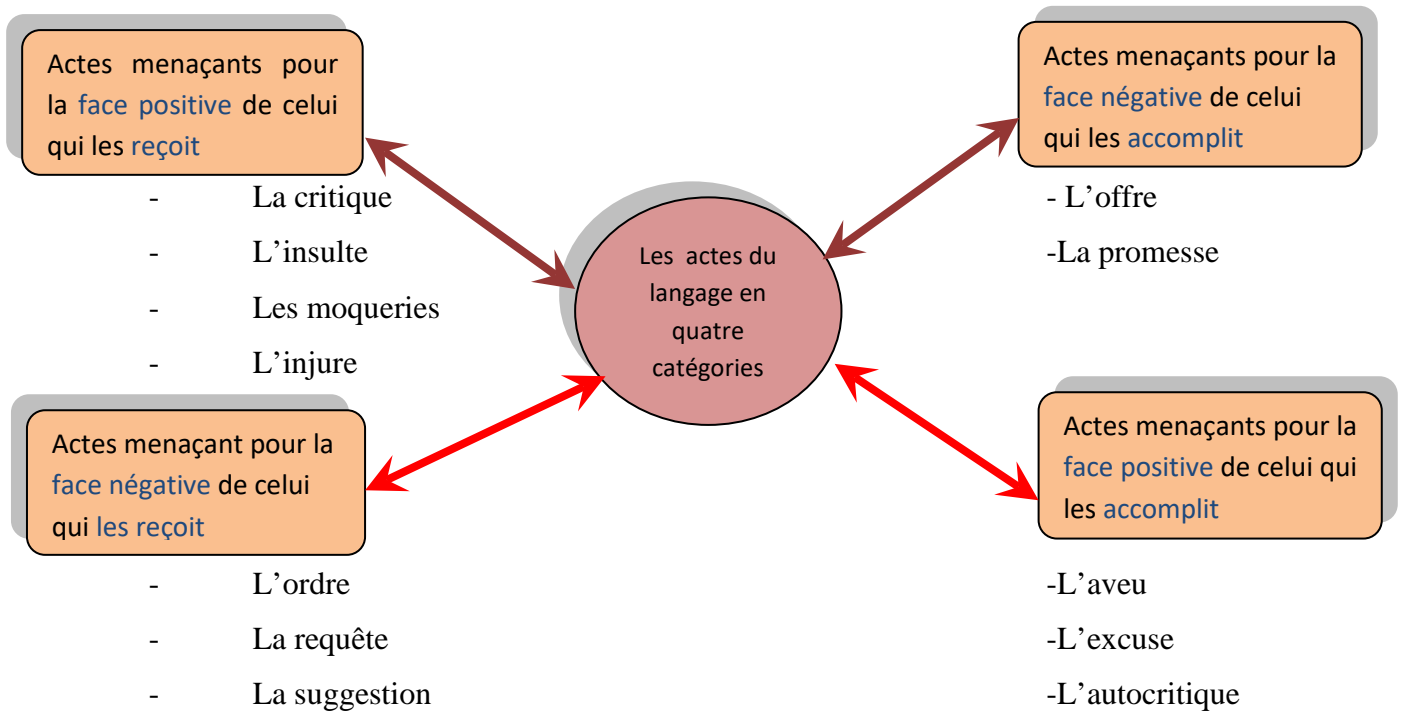 Actes menaçants pour
la face positive de celui
qui les reçoit
- La critique
- L’insulte
- Les moqueries
- L’injure
Actes menaçants pour la
face négative de celui
qui les accomplit
- L’offre
-La promesse
Les actes du
langage en
quatre
catégories
Actes menaçant pour la
face négative de celui
qui les reçoit
- L’ordre
- La requête
- La suggestion
Actes menaçants pour la
face positive de celui qui
les accomplit
-L’aveu
-L’excuse
-L’autocritique